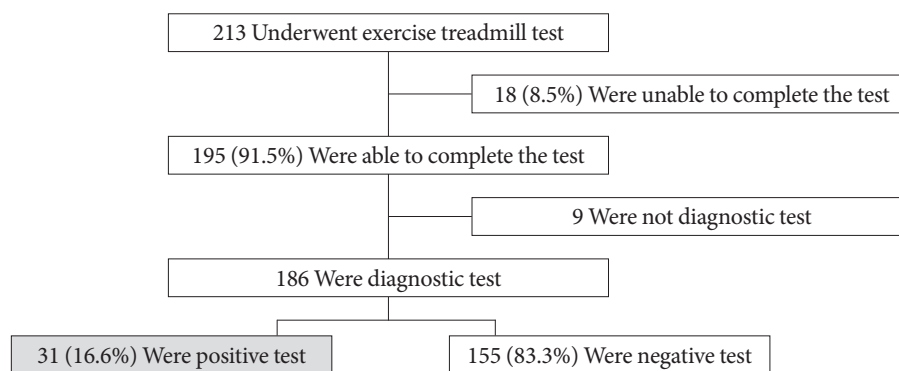 213 Underwent exercise treadmill test
18 (8.5%) Were unable to complete the test
195 (91.5%) Were able to complete the test
9 Were not diagnostic test
186 Were diagnostic test
31 (16.6%) Were positive test
155 (83.3%) Were negative test